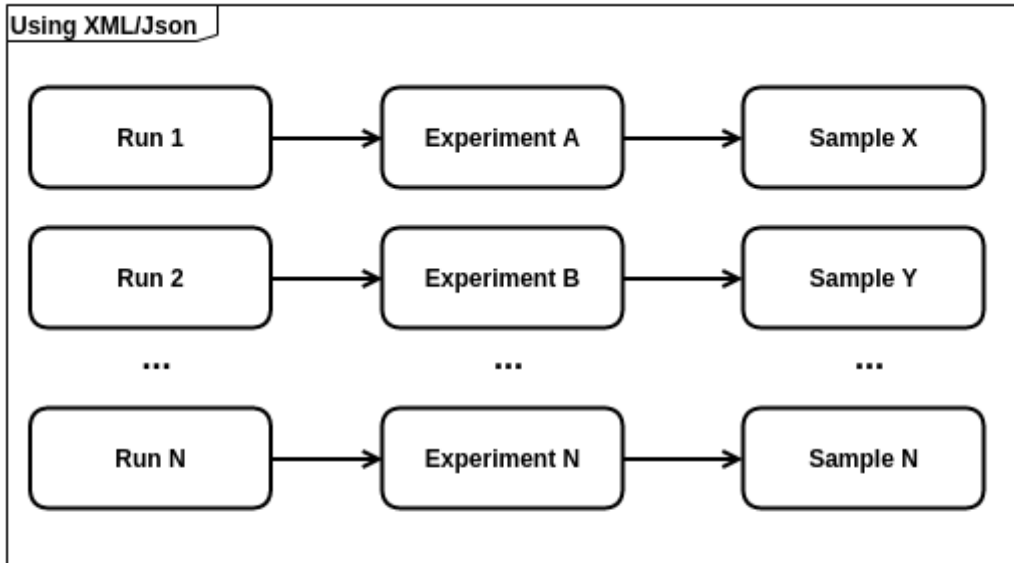 Using XML/Json
Run 1
Experiment A
Sample X
Run 2
Experiment B
Sample Y
... ... ...
Run N
Experiment N
Sample N